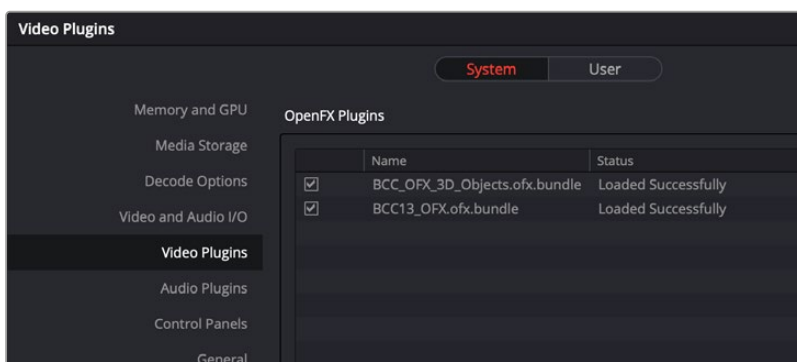 Video Plugins
System User
Memory and GPU
OpenFX Plugins
Media Storage
Name Status
Decode Options
BCC_OFX_3D_Objects.ofx.bundle Loaded Successfully
Video and Audio I/O
BCC13_OFX.ofx.bundle Loaded Successfully
Video Plugins
Audio Plugins
Control Panels
General